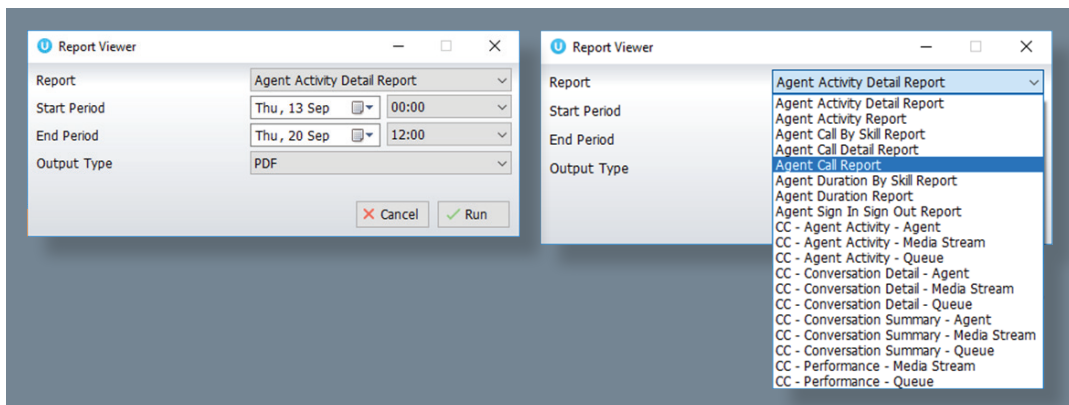 Report Viewer
Report Agent Activity Detail Report
Start Period Thu, 13 Sep 00:00
End Period Thu, 20 Sep 12:00
Output Type PDF
Cancel Run
Report Viewer
Report Agent Activity Detail Report
Start Period
End Period
Output Type
Agent Activity Detail Report
Agent Activity Report
Agent Call By Skill Report
Agent Call Detail Report
Agent Call Report
Agent Duration By Skill Report
Agent Duration Report
Agent Sign In Sign Out Report
CC - Agent Activity - Agent
CC - Agent Activity - Media Stream
CC - Agent Activity - Queue
CC - Conversation Detail - Agent
CC - Conversation Detail - Media Stream
CC - Conversation Detail - Queue
CC - Conversation Summary - Agent
CC - Conversation Summary - Media Stream
CC - Conversation Summary - Queue
CC - Performance - Media Stream
CC - Performance - Queue